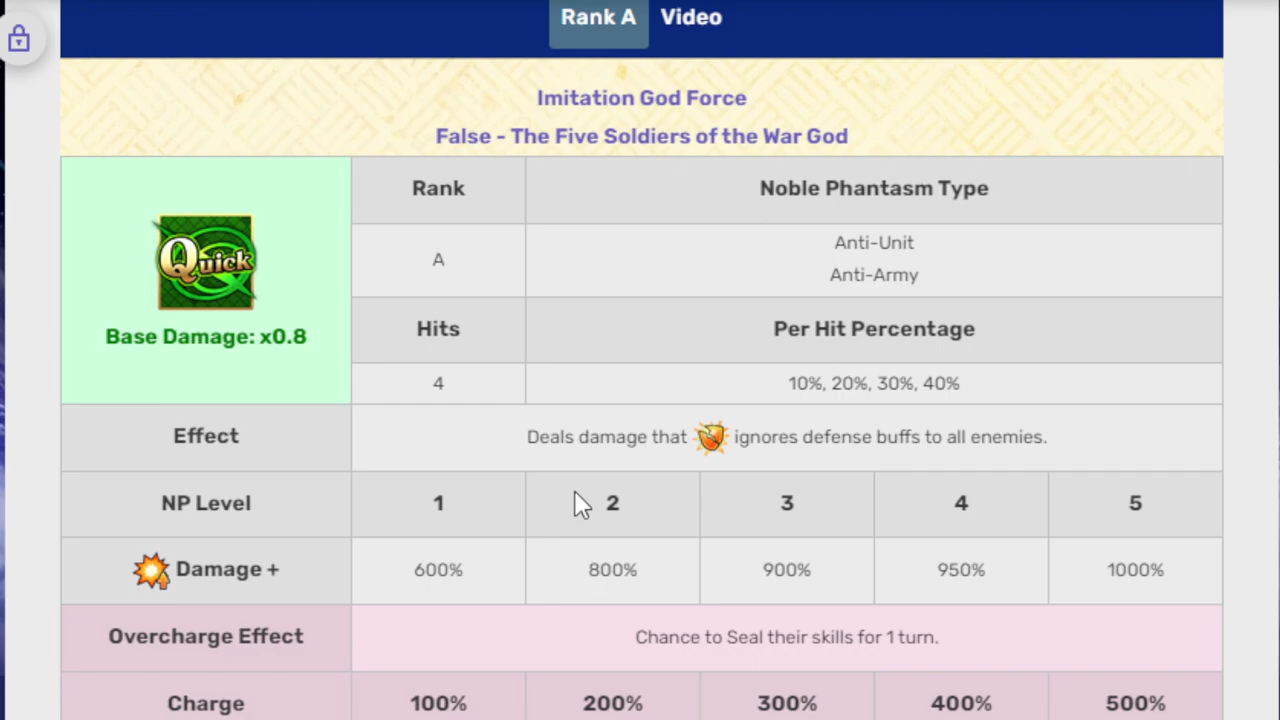 Rank A Video
Imitation God Force
False - The Five Soldiers of the War God
Rank Noble Phantasm Type
Quick
A Anti-Unit
Anti-Army
Base Damage: x0.8
Hits Per Hit Percentage
4 10%, 20%, 30%, 40%
Effect Deals damage that ignores defense buffs to all enemies.
NP Level 1 2 3 4 5
Damage + 600% 800% 900% 950% 1000%
Overcharge Effect Chance to Seal their skills for 1 turn.
Charge 100% 200% 300% 400% 500%